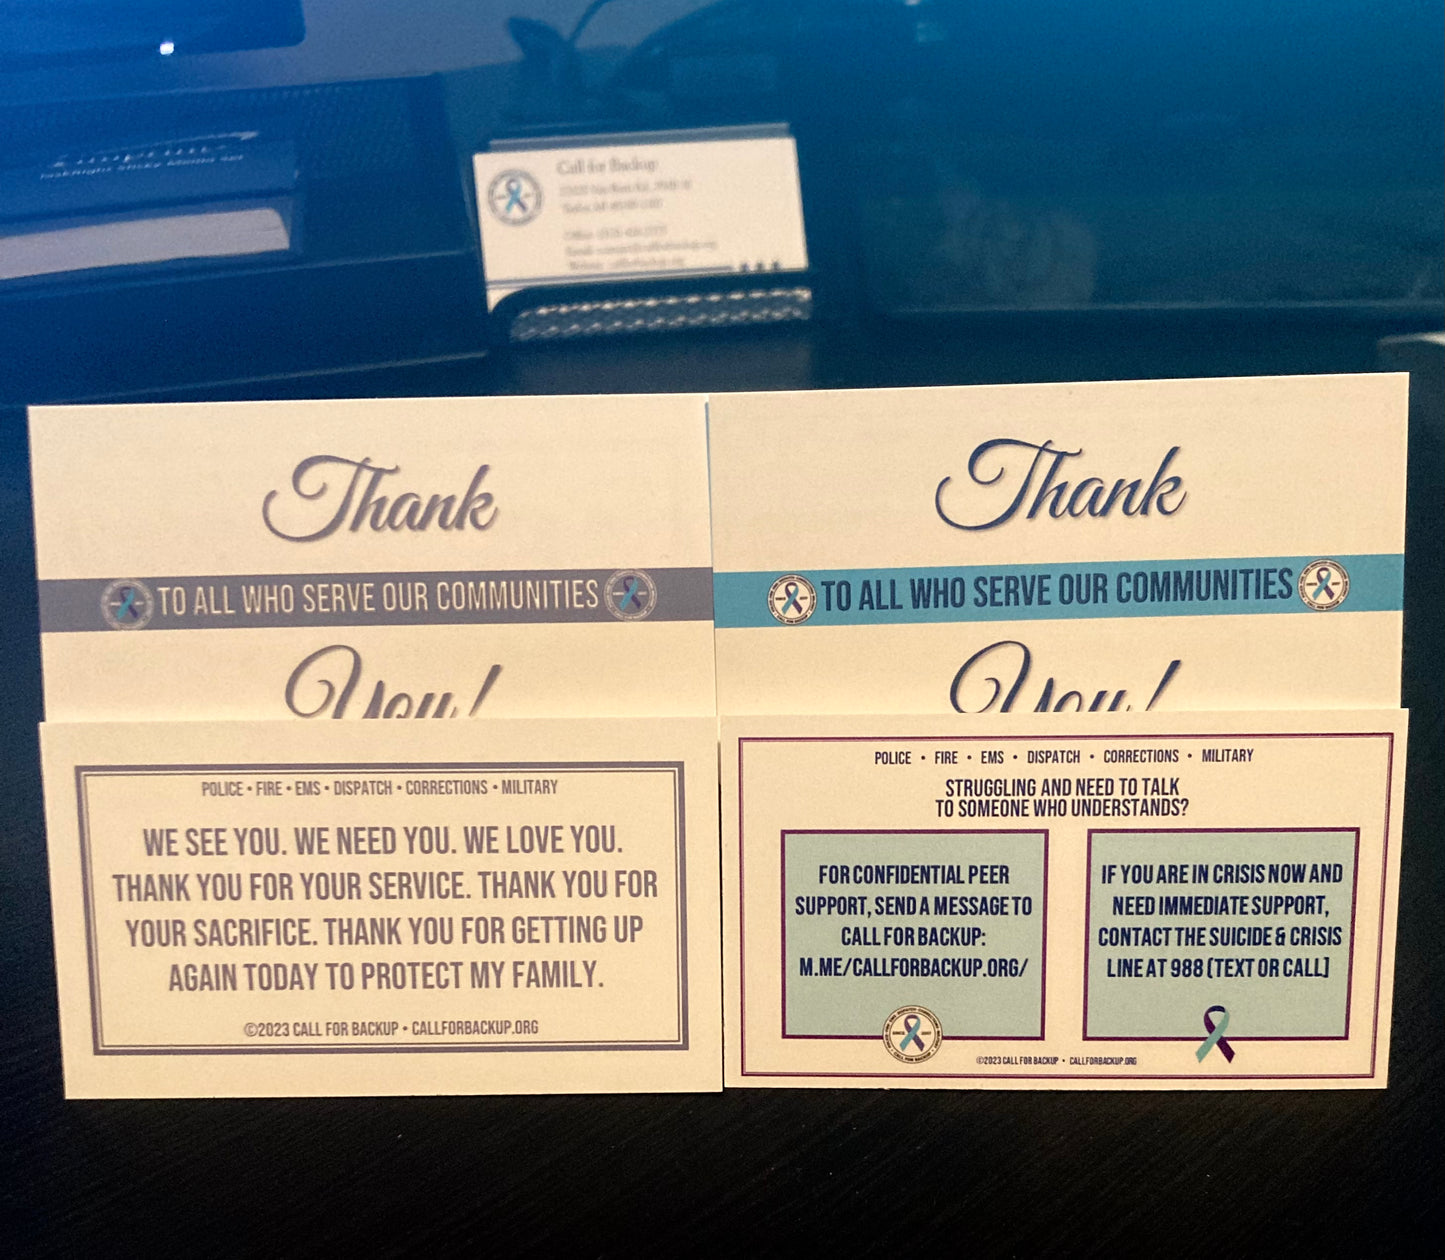 Call for Backup
Thank
TO ALL WHO SERVE OUR COMMUNITIES
You!
POLICE • FIRE • EMS • DISPATCH • CORRECTIONS • MILITARY
WE SEE YOU. WE NEED YOU. WE LOVE YOU.
THANK YOU FOR YOUR SERVICE. THANK YOU FOR
YOUR SACRIFICE. THANK YOU FOR GETTING UP
AGAIN TODAY TO PROTECT MY FAMILY.
©2023 CALL FOR BACKUP • CALLFORBACKUP.ORG
Thank
TO ALL WHO SERVE OUR COMMUNITIES
You!
POLICE • FIRE • EMS • DISPATCH • CORRECTIONS • MILITARY
STRUGGLING AND NEED TO TALK
TO SOMEONE WHO UNDERSTANDS?
FOR CONFIDENTIAL PEER
SUPPORT, SEND A MESSAGE TO
CALL FOR BACKUP:
M.ME/CALLFORBACKUP.ORG/
IF YOU ARE IN CRISIS NOW AND
NEED IMMEDIATE SUPPORT,
CONTACT THE SUICIDE & CRISIS
LINE AT 988 (TEXT OR CALL)
©2023 CALL FOR BACKUP • CALLFORBACKUP.ORG